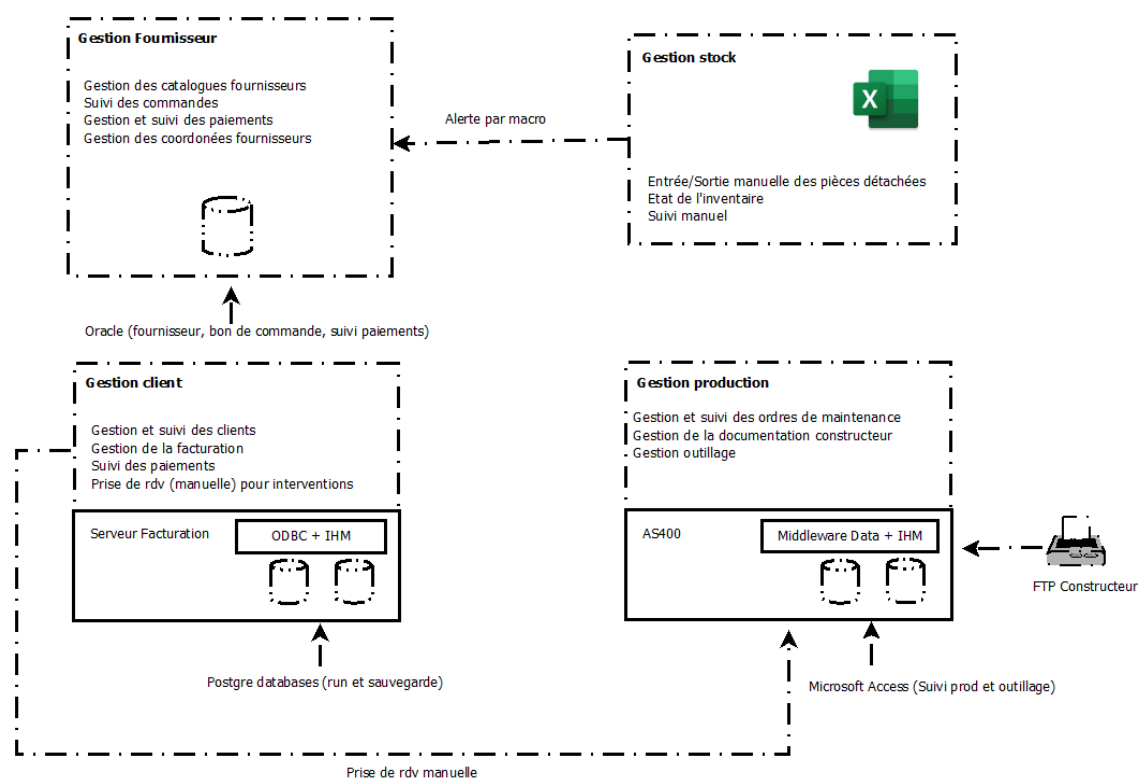 Gestion Fournisseur
Gestion des catalogues fournisseurs
Suivi des commandes
Gestion et suivi des paiements
Gestion des coordonées fournisseurs
Alerte par macro
Gestion stock
X
Entrée/Sortie manuelle des pièces détachées
Etat de l'inventaire
Suivi manuel
Oracle (fournisseur, bon de commande, suivi paiements)
Gestion client
Gestion et suivi des clients
Gestion de la facturation
Suivi des paiements
Prise de rdv (manuelle) pour interventions
Serveur Facturation
ODBC + IHM
Postgre databases (run et sauvegarde)
Gestion production
Gestion et suivi des ordres de maintenance
Gestion de la documentation constructeur
Gestion outillage
AS400
Middleware Data + IHM
FTP Constructeur
Microsoft Access (Suivi prod et outillage)
Prise de rdv manuelle